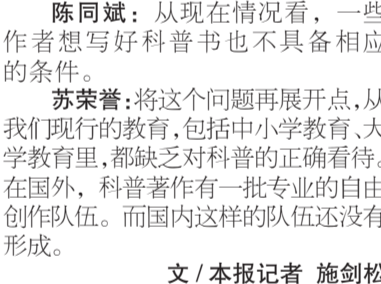 陈同斌：从现在情况看，一些
作者想写好科普书也不具备相应
的条件。
苏荣誉：将这个问题再展开点，从
我们现行的教育，包括中小学教育、大
学教育里，都缺乏对科普的正确看待。
在国外，科普著作有一批专业的自由
创作队伍。而国内这样的队伍还没有
形成。
文/本报记者 施剑松